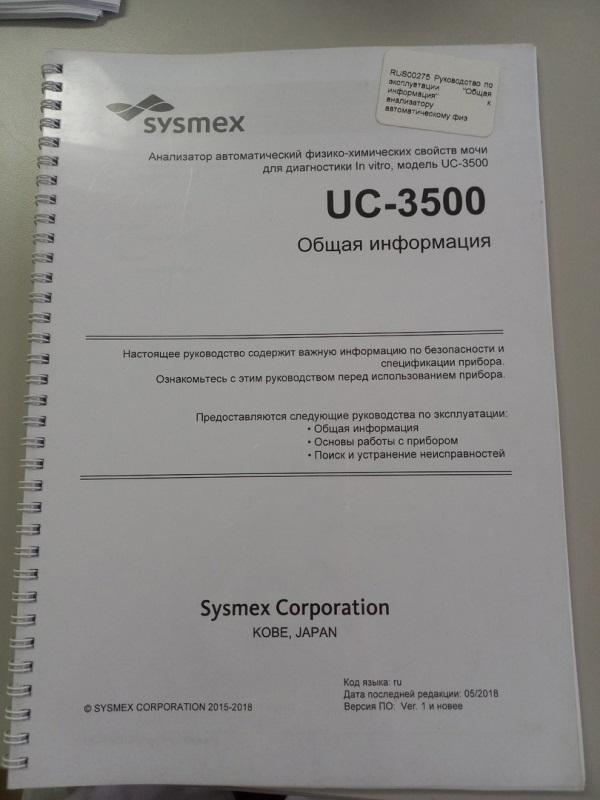 sysmex
RUS00275 Руководство по
эксплуатации "Общая
информация" к
анализатору
автоматическому физ
Анализатор автоматический физико-химических свойств мочи
для диагностики In vitro, модель UC-3500
UC-3500
Общая информация
Настоящее руководство содержит важную информацию по безопасности и
спецификации прибора.
Ознакомьтесь с этим руководством перед использованием прибора.
Предоставляются следующие руководства по эксплуатации:
• Общая информация
• Основы работы с прибором
• Поиск и устранение неисправностей
Sysmex Corporation
KOBE, JAPAN
Код языка: ru
Дата последней редакции: 05/2018
Версия ПО: Ver. 1 и новее
© SYSMEX CORPORATION 2015-2018